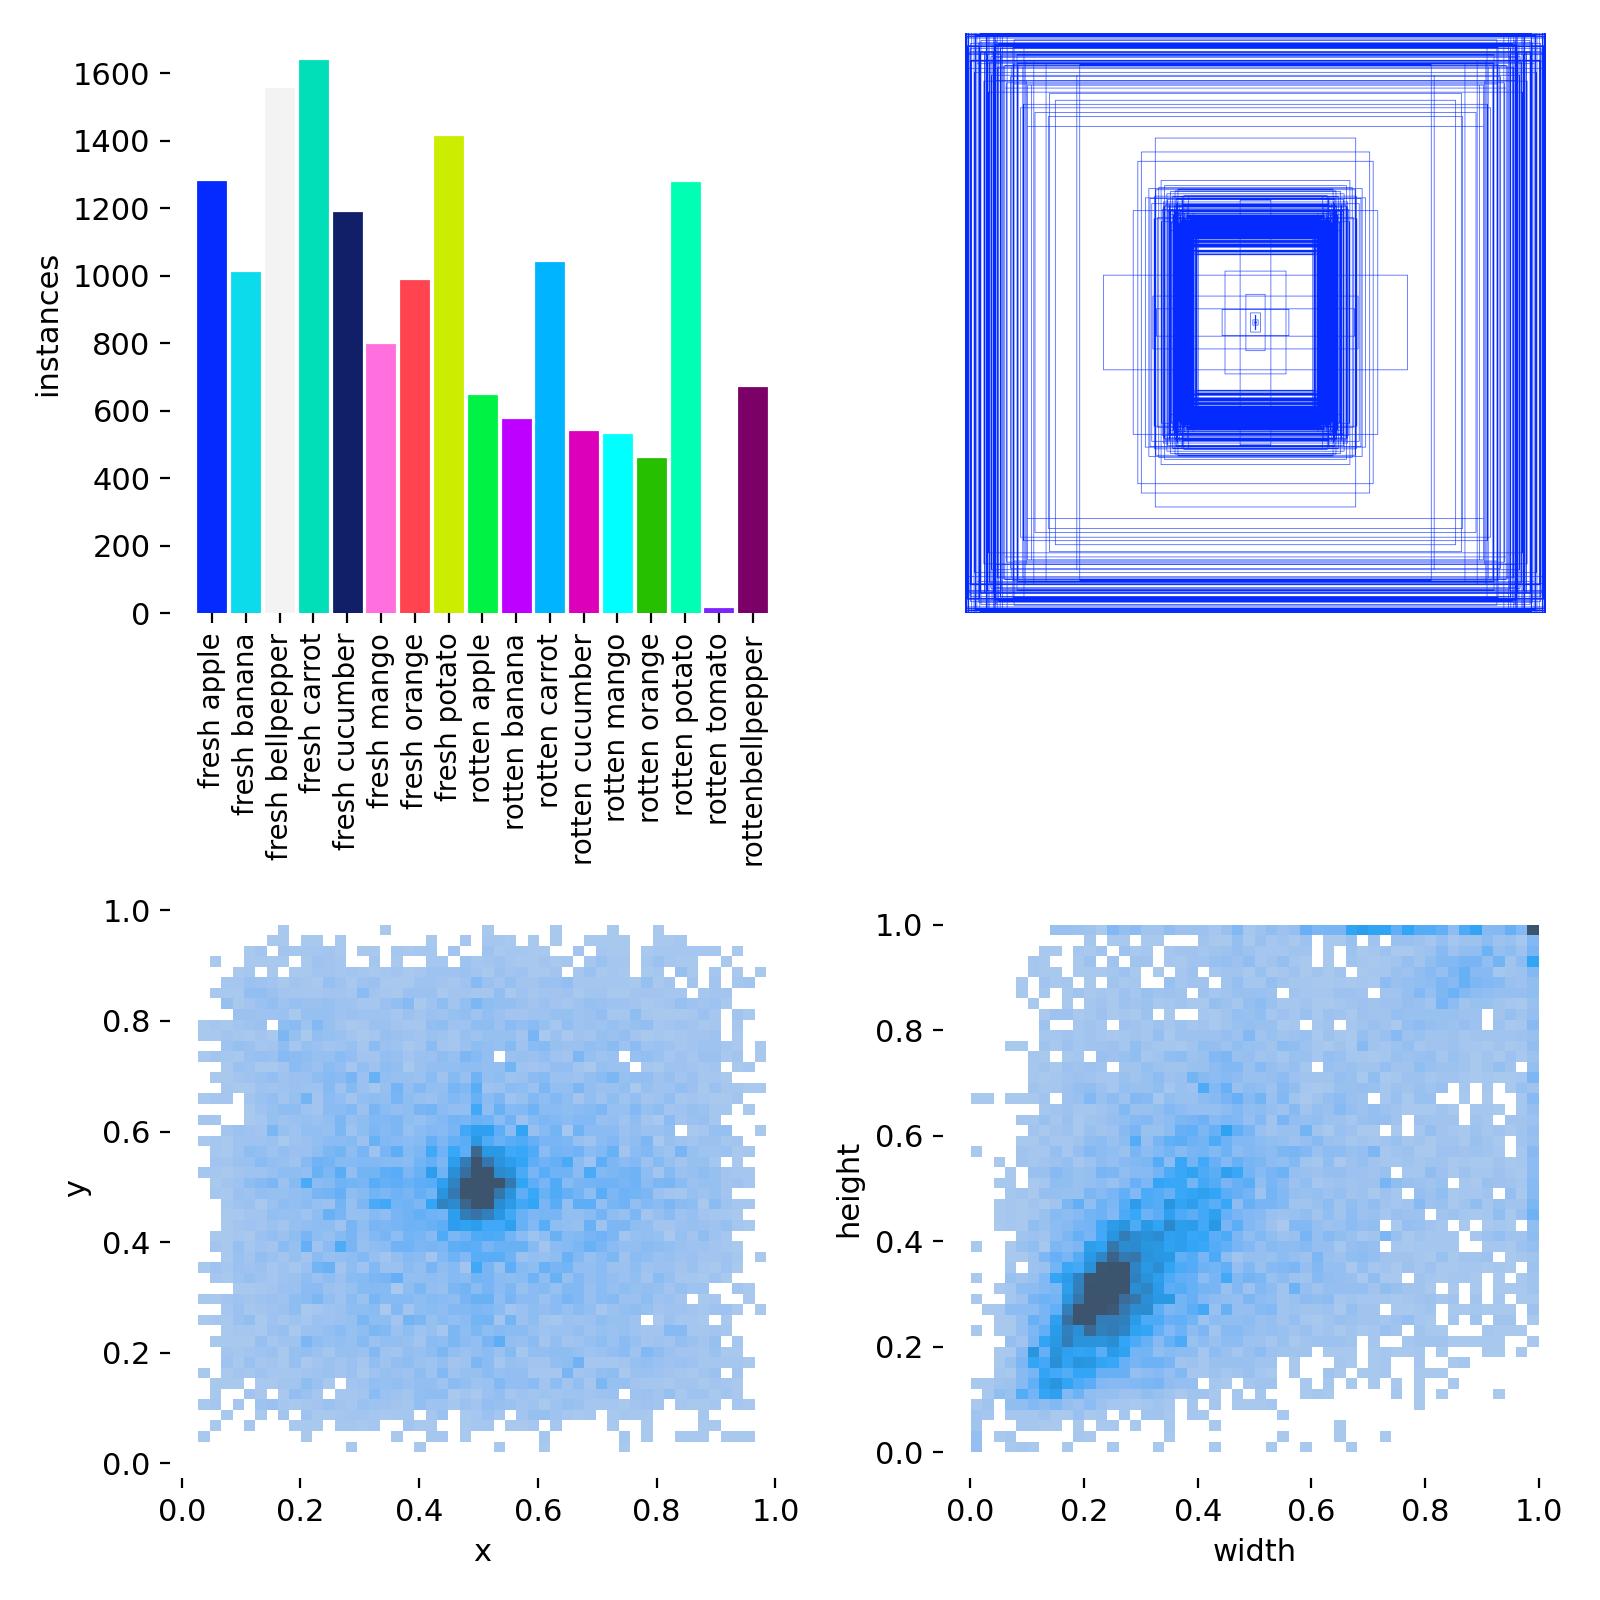 1600
1400
1200
1000
800
600
400
200
0
instances
fresh apple
fresh banana
fresh bellpepper
fresh carrot
fresh cucumber
fresh mango
fresh orange
fresh potato
rotten apple
rotten banana
rotten carrot
rotten cucumber
rotten mango
rotten orange
rotten potato
rotten tomato
rottenbellpepper
1.0
0.8
0.6
0.4
0.2
0.0
y
0.0 0.2 0.4 0.6 0.8 1.0
x
1.0
0.8
0.6
0.4
0.2
0.0
height
0.0 0.2 0.4 0.6 0.8 1.0
width